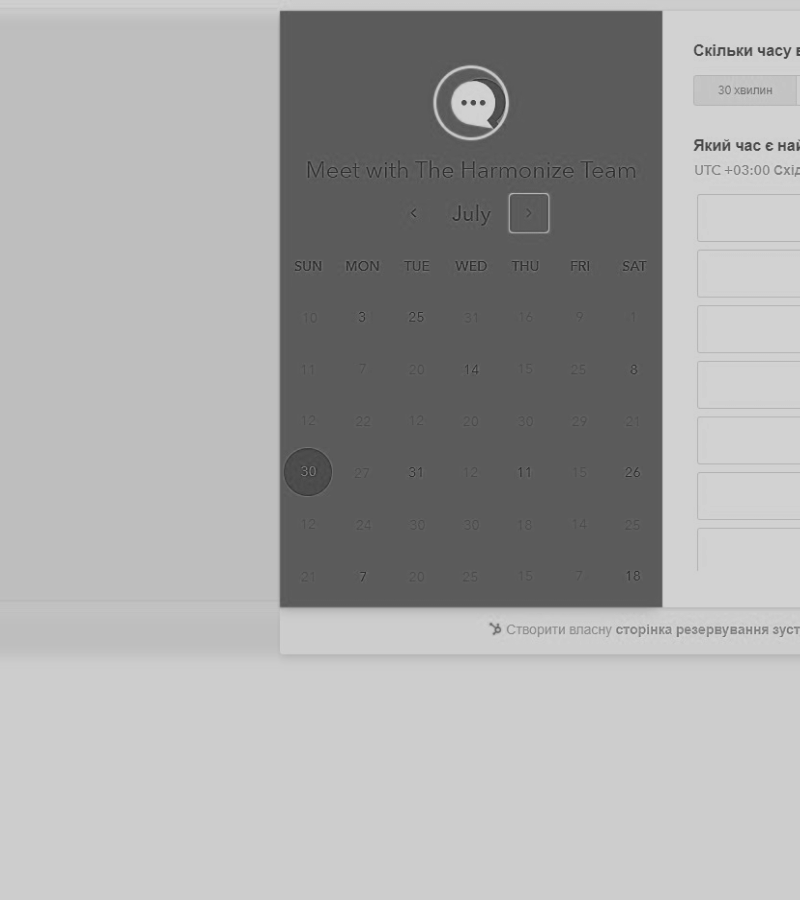 Meet with The Harmonize Team
July
SUN MON TUE WED THU FRI SAT
10 3 25 31 16 9 1
11 7 20 14 15 25 8
12 22 12 20 30 29 21
30 27 31 12 11 15 26
12 24 30 30 18 14 25
21 7 20 25 15 7 18
Скільки часу
30 хвилин
Який час є
UTC +03:00
Створити власну сторінка резервування